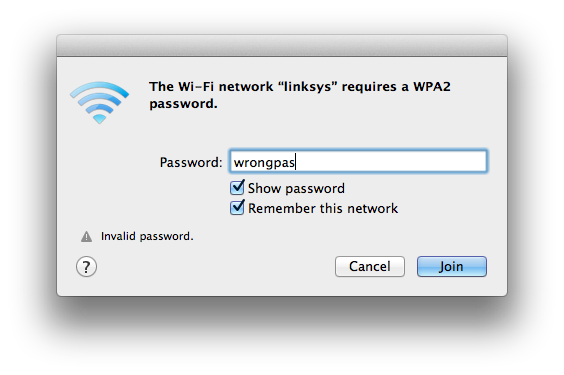 The Wi-Fi network “linksys” requires a WPA2
password.
Password: wrongpas
Show password
Remember this network
Invalid password.
? Cancel Join